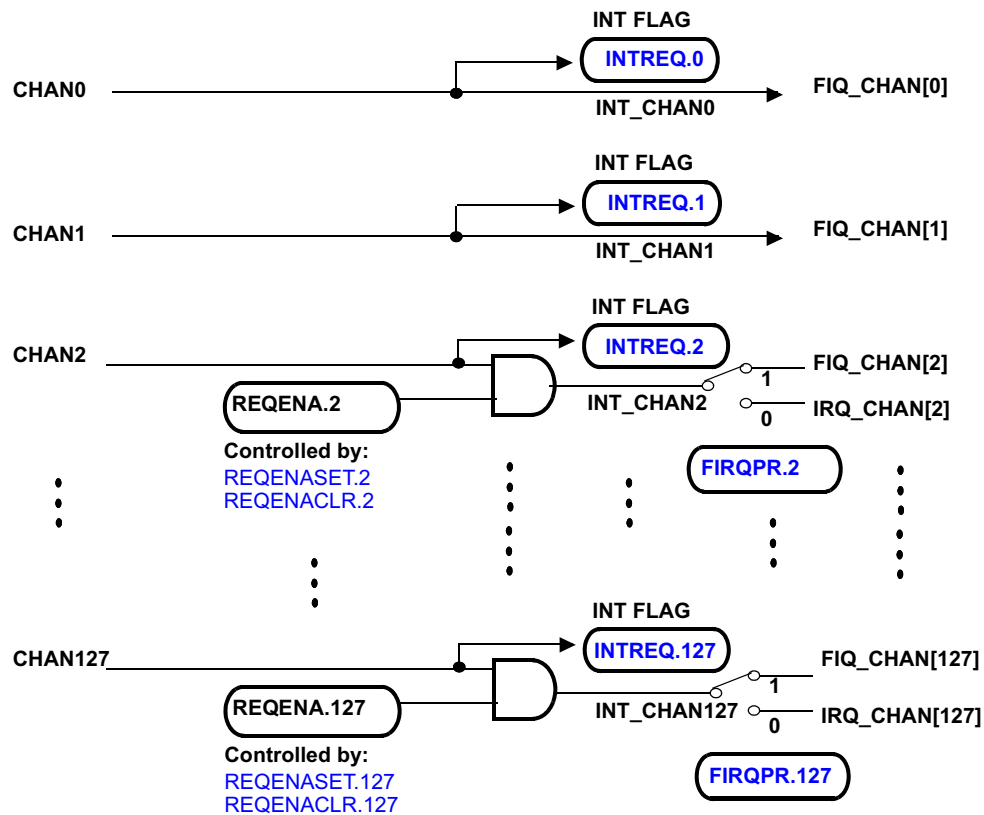 INT FLAG
INTREQ.0
CHAN0
FIQ_CHAN[0]
INT_CHAN0
INT FLAG
INTREQ.1
CHAN1
FIQ_CHAN[1]
INT_CHAN1
INT FLAG
INTREQ.2
CHAN2
FIQ_CHAN[2]
1
REQENA.2
INT_CHAN2
IRQ_CHAN[2]
0
Controlled by:
REQENASET.2
REQENACLR.2
FIRQPR.2
INT FLAG
INTREQ.127
CHAN127
FIQ_CHAN[127]
1
REQENA.127
INT_CHAN127
IRQ_CHAN[127]
0
Controlled by:
REQENASET.127
REQENACLR.127
FIRQPR.127